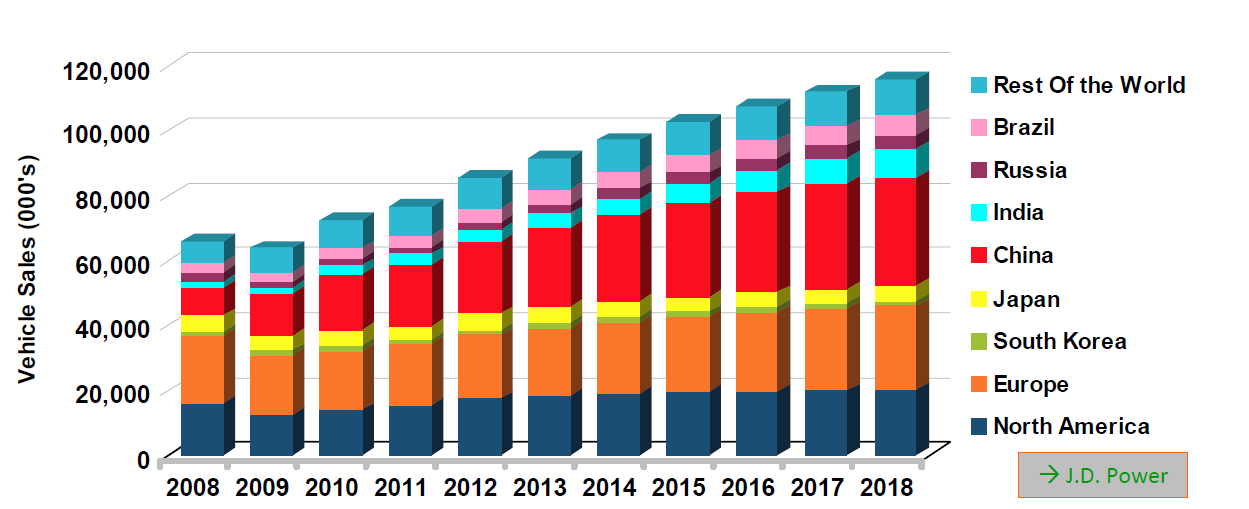 120,000
100,000
80,000
60,000
40,000
20,000
0
Vehicle Sales (000's)
2008 2009 2010 2011 2012 2013 2014 2015 2016 2017 2018
Rest Of the World
Brazil
Russia
India
China
Japan
South Korea
Europe
North America
→ J.D. Power